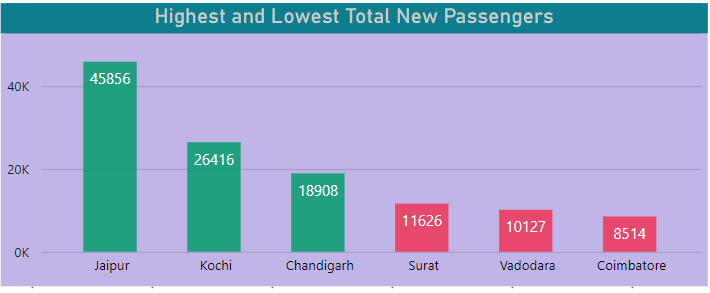 Highest and Lowest Total New Passengers
40K
20K
0K
45856
26416
18908
11626
10127
8514
Jaipur Kochi Chandigarh Surat Vadodara Coimbatore